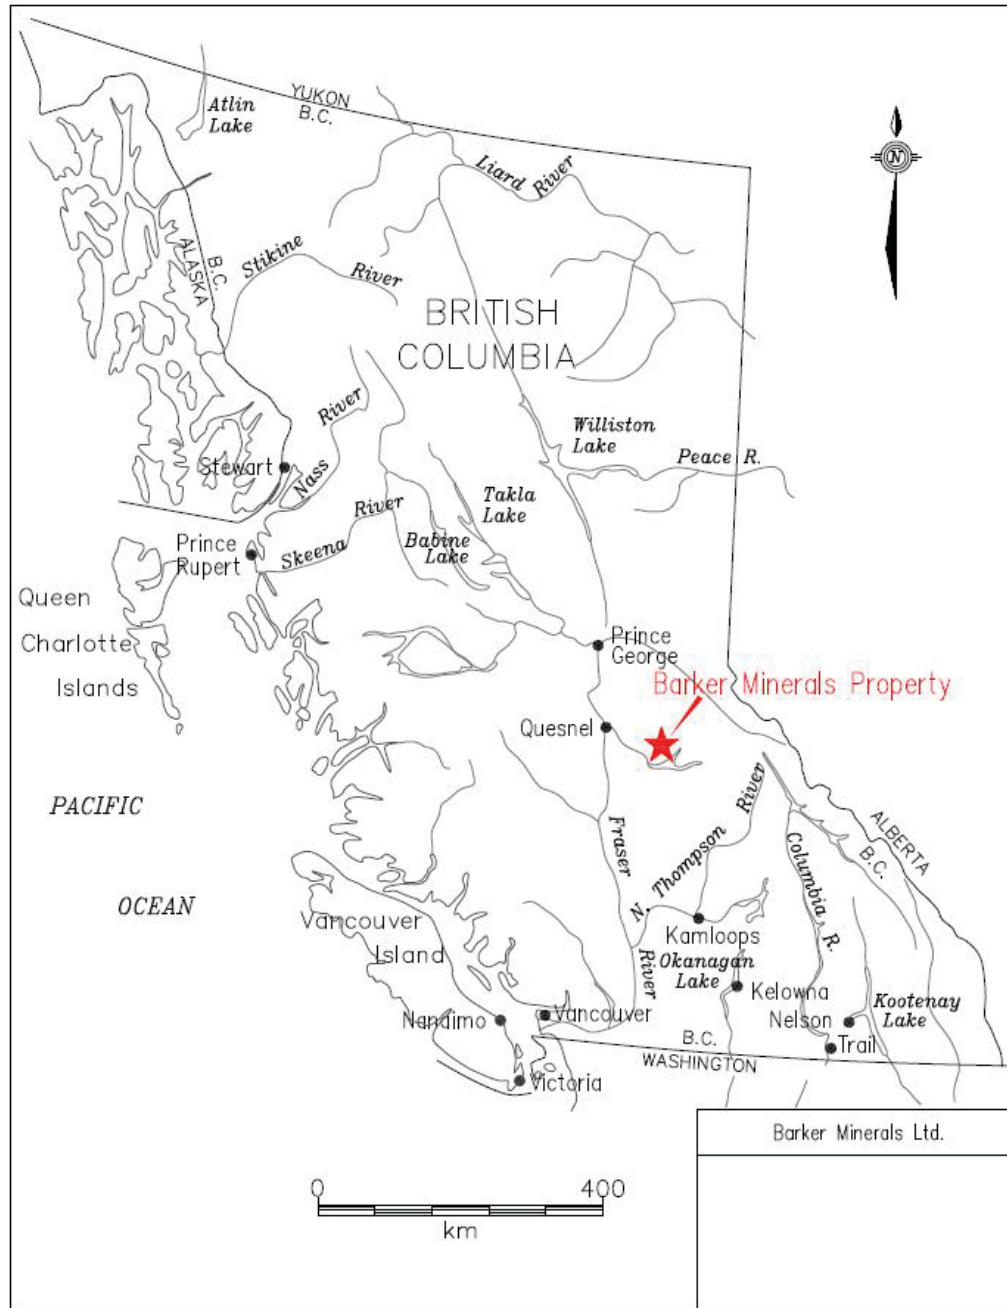 YUKON
B.C.
Atlin
Lake
N
Liard River
B.C.
ALASKA
Stikine River
BRITISH
COLUMBIA
Nass River
Williston
Lake
Peace R.
Stewart
Takla
Lake
Skeena River
Babine
Lake
Prince
Rupert
Queen
Charlotte
Islands
Prince
George
Barker Minerals Property
Quesnel
PACIFIC
OCEAN
Fraser River
N. Thompson River
Columbia R.
ALBERTA
B.C.
Vancouver
Island
Kamloops
Okanagan
Lake
Kelowna
Kootenay
Lake
Nelson
Trail
Nanaimo
Vancouver
Victoria
B.C.
WASHINGTON
Barker Minerals Ltd.
0 400
km